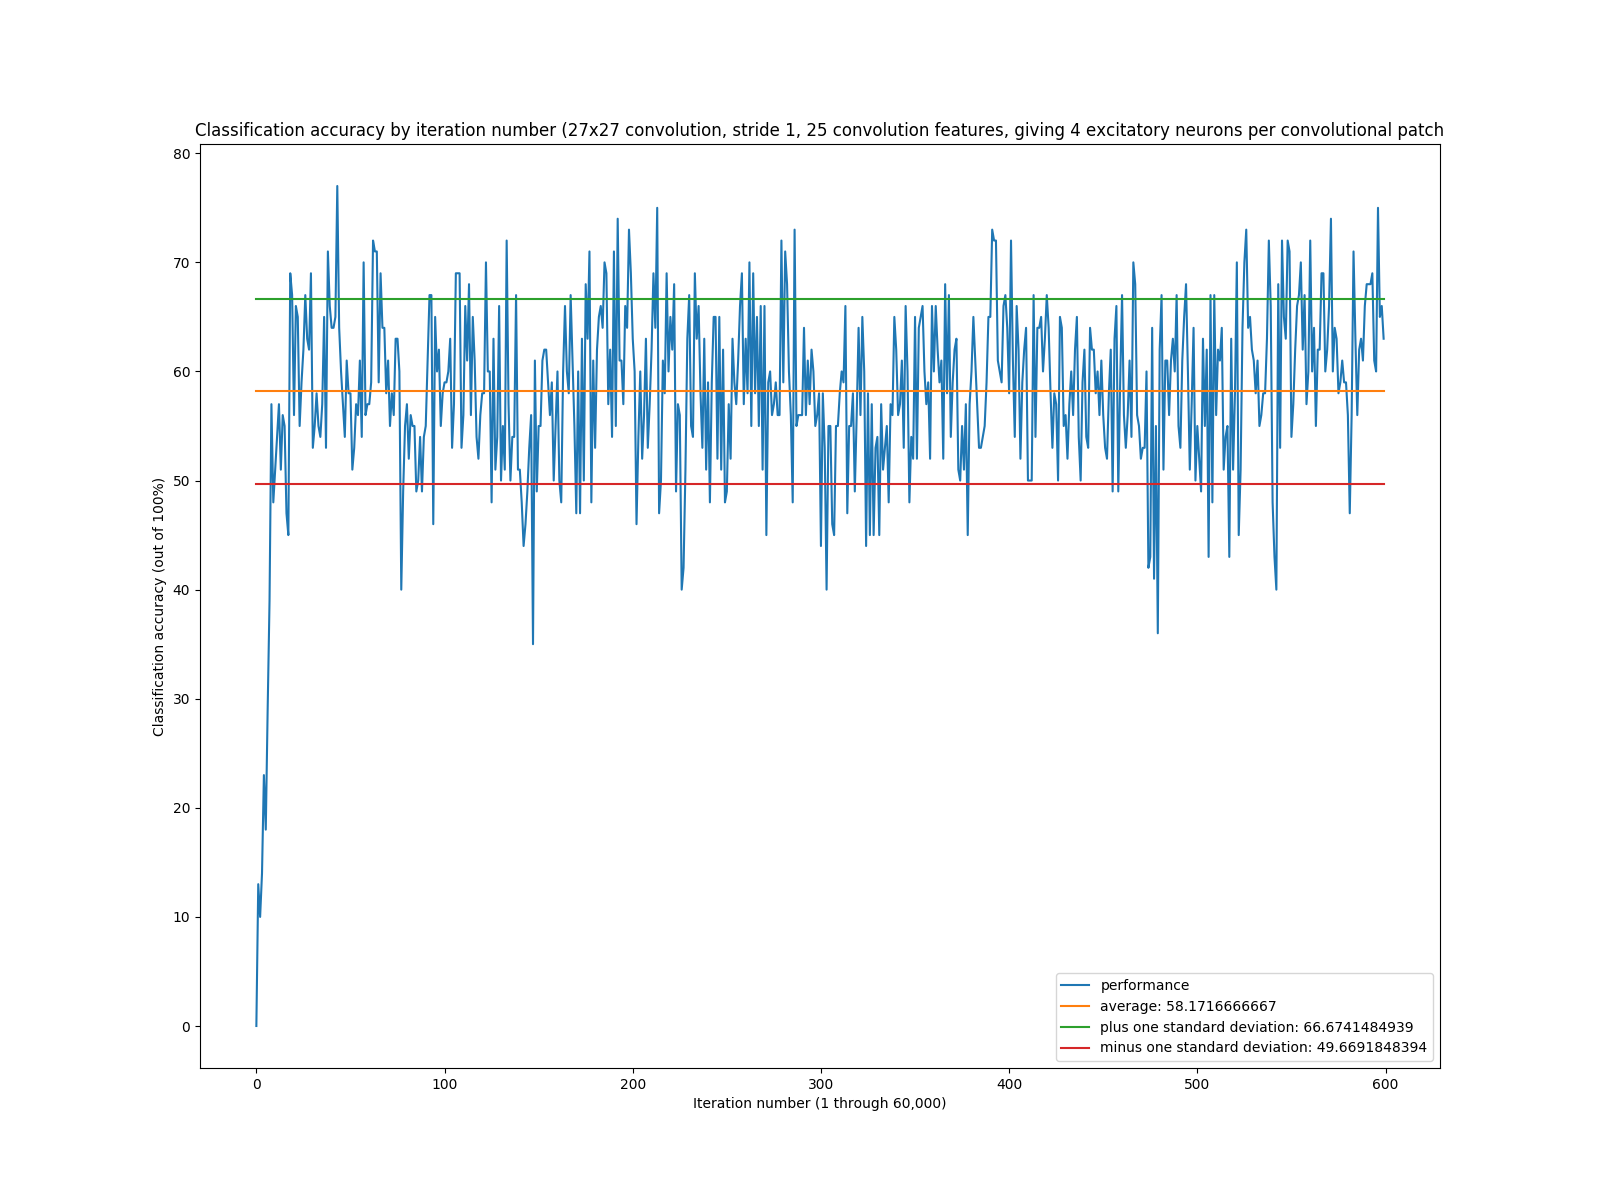 Classification accuracy by iteration number (27x27 convolution, stride 1, 25 convolution features, giving 4 excitatory neurons per convolutional patch
80
70
60
50
40
30
20
10
0
Classification accuracy (out of 100%)
performance
average: 58.1716666667
plus one standard deviation: 66.6741484939
minus one standard deviation: 49.6691848394
0 100 200 300 400 500 600
Iteration number (1 through 60,000)